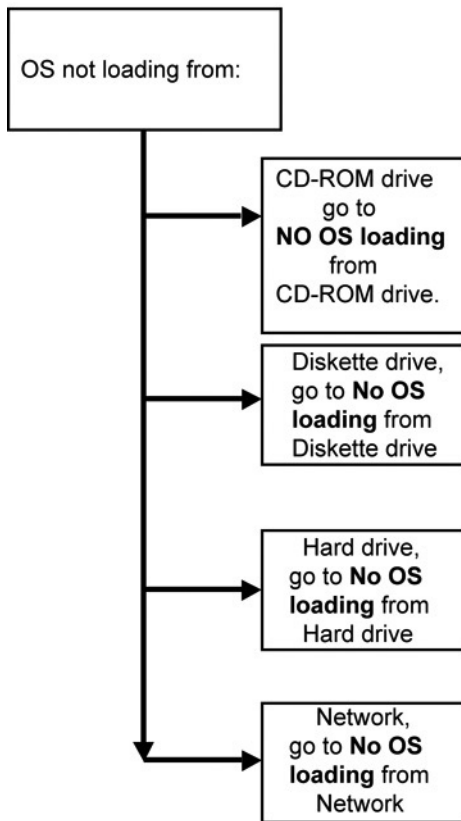 OS not loading from:
CD-ROM drive
go to
NO OS loading
from
CD-ROM drive.
Diskette drive,
go to No OS
loading from
Diskette drive
Hard drive,
go to No OS
loading from
Hard drive
Network,
go to No OS
loading from
Network